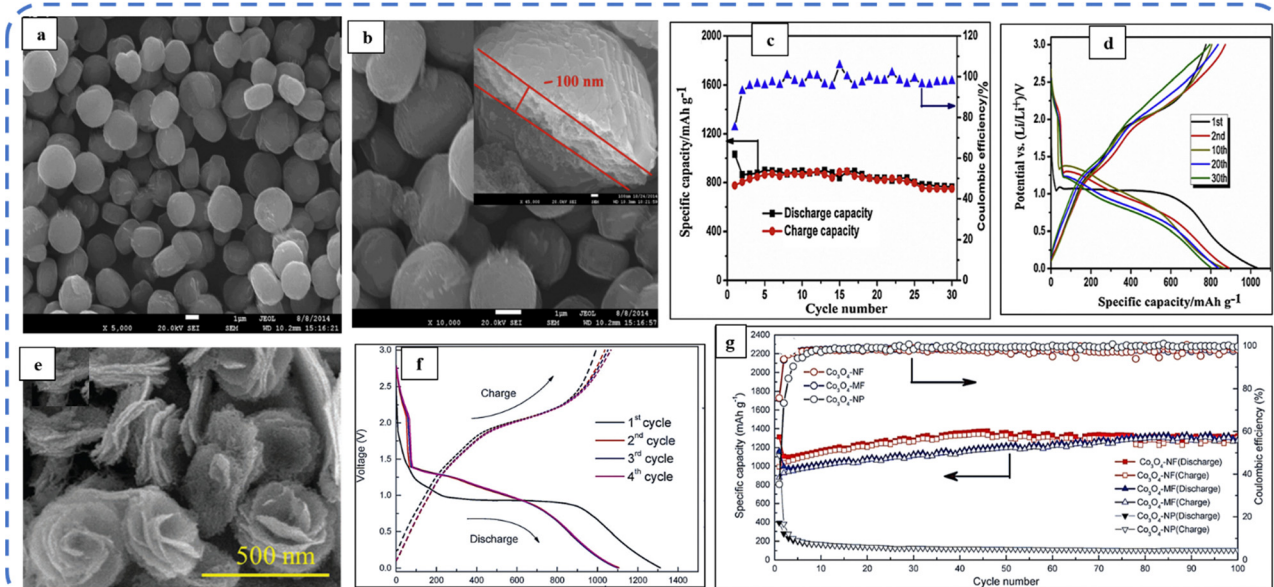 a
X 5,000 20.0kV SEI SEM 1μm JEOL 8/8/2014 WD 10.2mm 15:16:21
b
~ 100 nm
X 10,000 20.0kV SEI 1μm SEM JEOL 8/8/2014 WD 10.2mm 15:16:57
c
Specific capacity/mAh g-1
2000
1600
1200
800
400
0
120
100
80
60
40
20
0
Coulombic efficiency/%
Discharge capacity
Charge capacity
0 5 10 15 20 25 30
Cycle number
d
Potential vs. (Li/Li+)/V
3.0
2.5
2.0
1.5
1.0
0.5
0.0
1st
2nd
10th
20th
30th
0 200 400 600 800 1000
Specific capacity/mAh g-1
e
500 nm
f
Voltage (V)
3.0
2.5
2.0
1.5
1.0
0.5
0.0
Charge
1st cycle
2nd cycle
3rd cycle
4th cycle
Discharge
0 200 400 600 800 1000 1200 1400
g
Specific capacity (mAh g-1)
2400
2200
2000
1800
1600
1400
1200
1000
800
600
400
200
0
Co3O4-NF
Co3O4-MF
Co3O4-NP
Co3O4-NF(Discharge)
Co3O4-NF(Charge)
Co3O4-MF(Discharge)
Co3O4-MF(Charge)
Co3O4-NP(Discharge)
Co3O4-NP(Charge)
100
80
60
40
20
0
Coulombic efficiency (%)
0 10 20 30 40 50 60 70 80 90 100
Cycle number